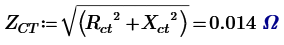 Z_CT := √(R_ct² + X_ct²) = 0.014 Ω